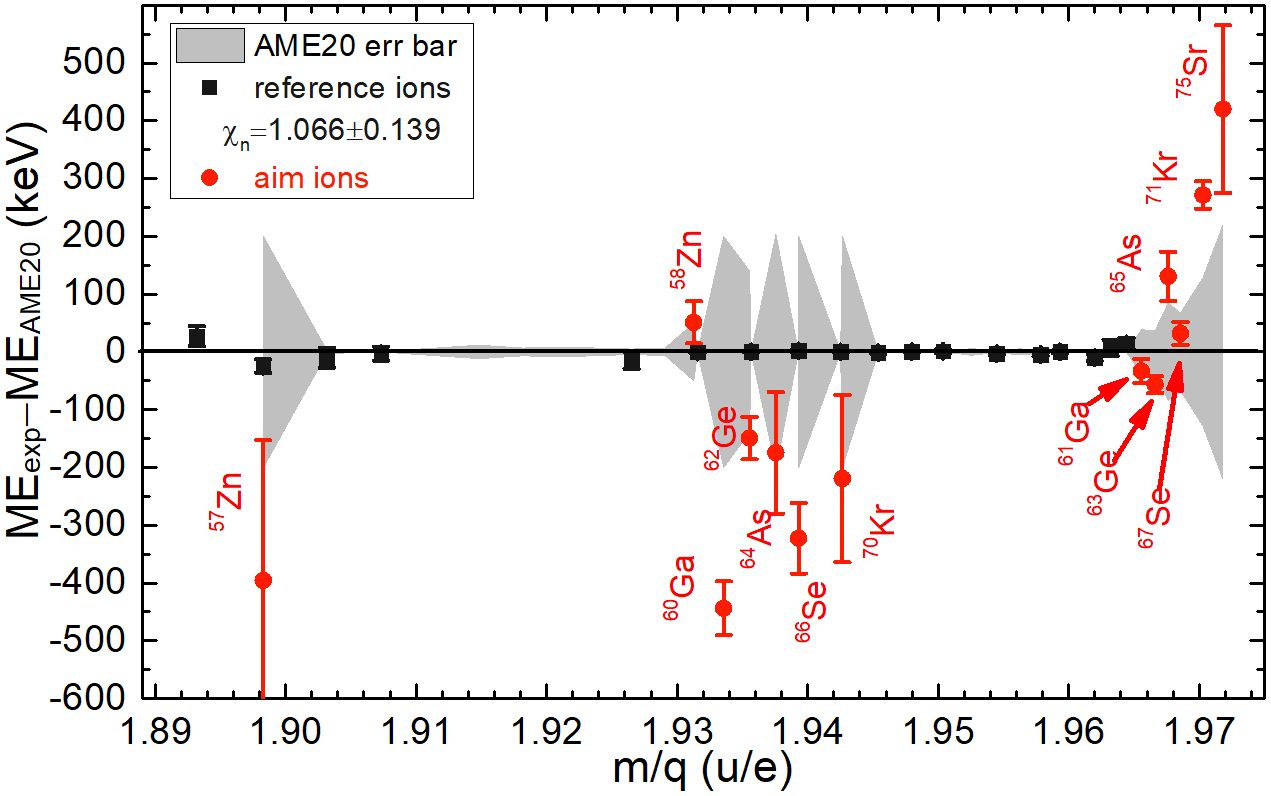 AME20 err bar
reference ions
χn=1.066±0.139
aim ions
500
400
300
200
100
0
-100
-200
-300
-400
-500
-600
MEexp−MEAME20 (keV)
57Zn
58Zn
60Ga
62Ge
64As
66Se
70Kr
61Ga
63Ge
67Se
65As
71Kr
75Sr
1.89 1.90 1.91 1.92 1.93 1.94 1.95 1.96 1.97
m/q (u/e)